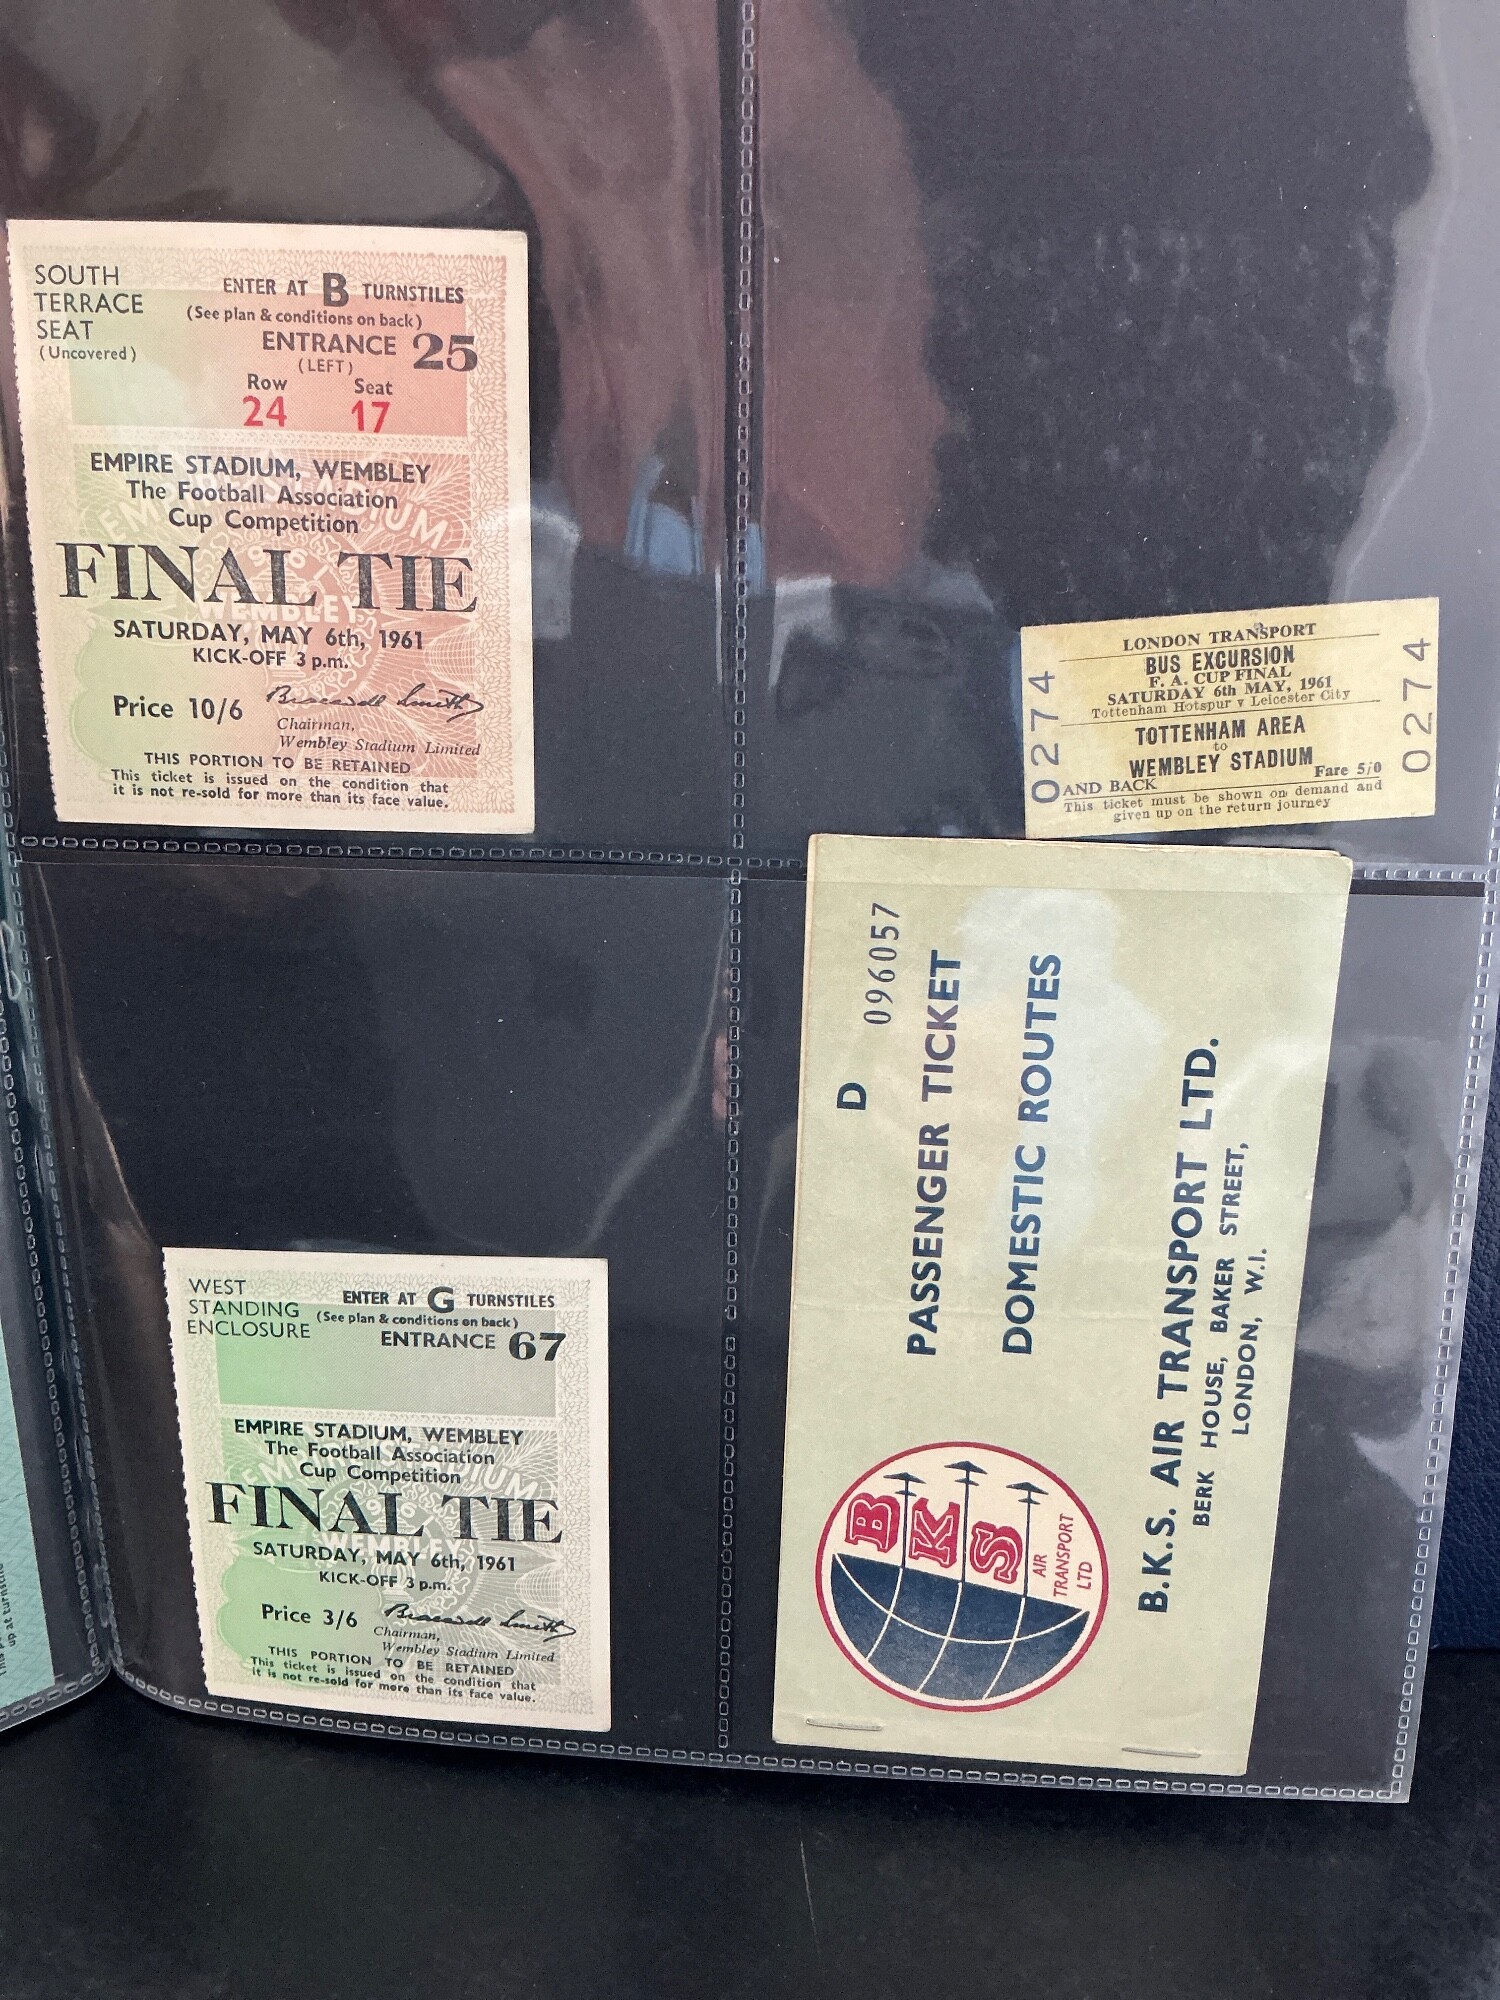 SOUTH
TERRACE
SEAT
(Uncovered)
ENTER AT B TURNSTILES
(See plan & conditions on back)
ENTRANCE 25
(LEFT)
Row Seat
24 17
EMPIRE STADIUM, WEMBLEY
The Football Association
Cup Competition
FINAL TIE
SATURDAY, MAY 6th, 1961
KICK-OFF 3 p.m.
Price 10/6
Bracewell Smith
Chairman,
Wembley Stadium Limited
THIS PORTION TO BE RETAINED
This ticket is issued on the condition that
it is not re-sold for more than its face value.
LONDON TRANSPORT
BUS EXCURSION
F. A. CUP FINAL
SATURDAY 6th MAY, 1961
Tottenham Hotspur v Leicester City
TOTTENHAM AREA
to
WEMBLEY STADIUM
AND BACK Fare 5/0
This ticket must be shown on demand and
given up on the return journey
0274
0274
WEST
STANDING
ENCLOSURE
ENTER AT G TURNSTILES
(See plan & conditions on back)
ENTRANCE 67
EMPIRE STADIUM, WEMBLEY
The Football Association
Cup Competition
FINAL TIE
SATURDAY, MAY 6th, 1961
KICK-OFF 3 p.m.
Price 3/6
Bracewell Smith
Chairman,
Wembley Stadium Limited
THIS PORTION TO BE RETAINED
This ticket is issued on the condition that
it is not re-sold for more than its face value.
D 096057
PASSENGER TICKET
DOMESTIC ROUTES
BKS
AIR
TRANSPORT
LTD
B.K.S. AIR TRANSPORT LTD.
BERK HOUSE, BAKER STREET,
LONDON, W.I.
up at turnstile